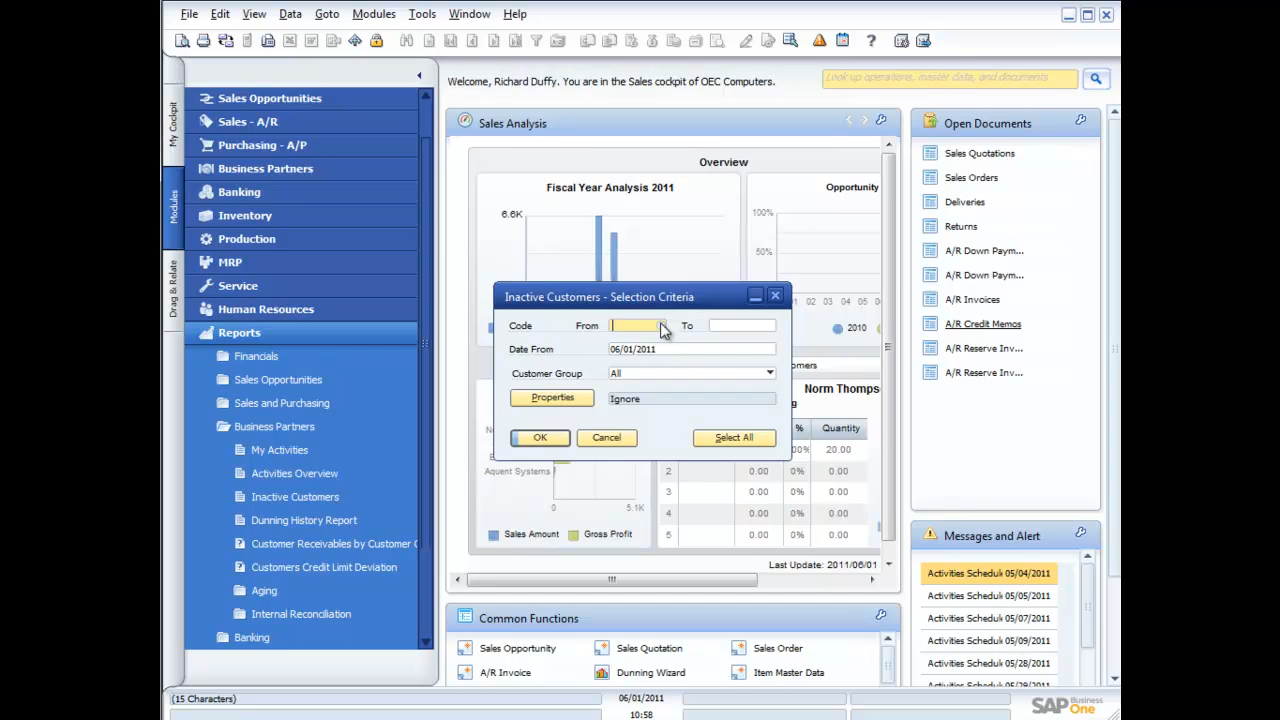 File Edit View Data Goto Modules Tools Window Help
Welcome, Richard Duffy. You are in the Sales cockpit of OEC Computers.
Look up operations, master data, and documents
My Cockpit
Modules
Drag & Relate
Sales Opportunities
Sales - A/R
Purchasing - A/P
Business Partners
Banking
Inventory
Production
MRP
Service
Human Resources
Reports
Financials
Sales Opportunities
Sales and Purchasing
Business Partners
My Activities
Activities Overview
Inactive Customers
Dunning History Report
Customer Receivables by Customer
Customers Credit Limit Deviation
Aging
Internal Reconciliation
Banking
Sales Analysis
Overview
Fiscal Year Analysis 2011
Opportunity
6.6K
100%
50%
01 02 03 04 05 06
2010
Inactive Customers - Selection Criteria
Code From To
Date From 06/01/2011
Customer Group All
Properties Ignore
OK Cancel Select All
omers
Norm Thomps
g
% Quantity
00% 20.00
2 0.00 0% 0.00
3 0.00 0% 0.00
4 0.00 0% 0.00
5 0.00 0% 0.00
Aquent Systems
0 5.1K
Sales Amount Gross Profit
Last Update: 2011/06/01
Common Functions
Sales Opportunity Sales Quotation Sales Order
A/R Invoice Dunning Wizard Item Master Data
Open Documents
Sales Quotations
Sales Orders
Deliveries
Returns
A/R Down Paym...
A/R Down Paym...
A/R Invoices
A/R Credit Memos
A/R Reserve Inv...
A/R Reserve Inv...
Messages and Alert
Activities Schedul 05/04/2011
Activities Schedul 05/05/2011
Activities Schedul 05/07/2011
Activities Schedul 05/09/2011
Activities Schedul 05/28/2011
(15 Characters)
06/01/2011
10:58
SAP Business One